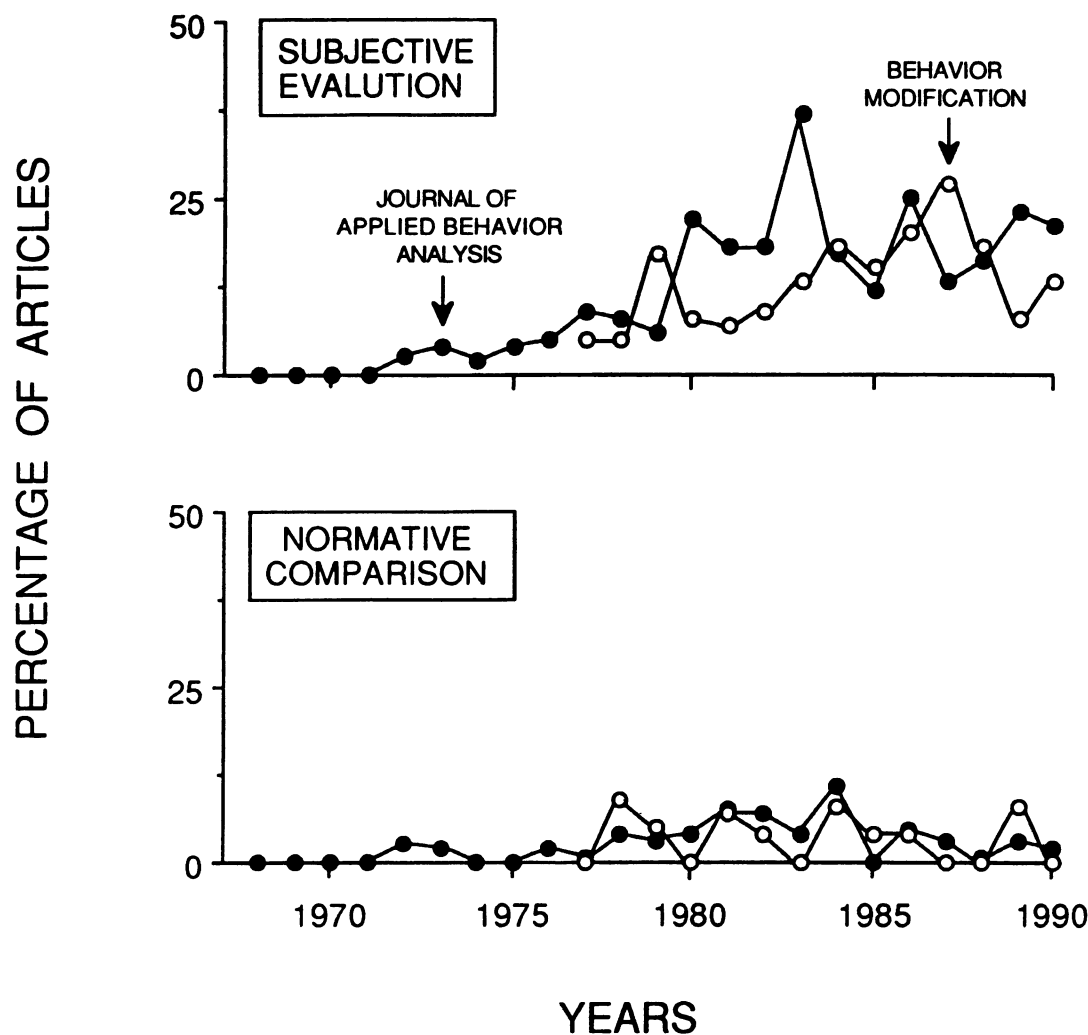 PERCENTAGE OF ARTICLES
50
SUBJECTIVE
EVALUTION
BEHAVIOR
MODIFICATION
25
JOURNAL OF
APPLIED BEHAVIOR
ANALYSIS
0
50
NORMATIVE
COMPARISON
25
0
1970 1975 1980 1985 1990
YEARS